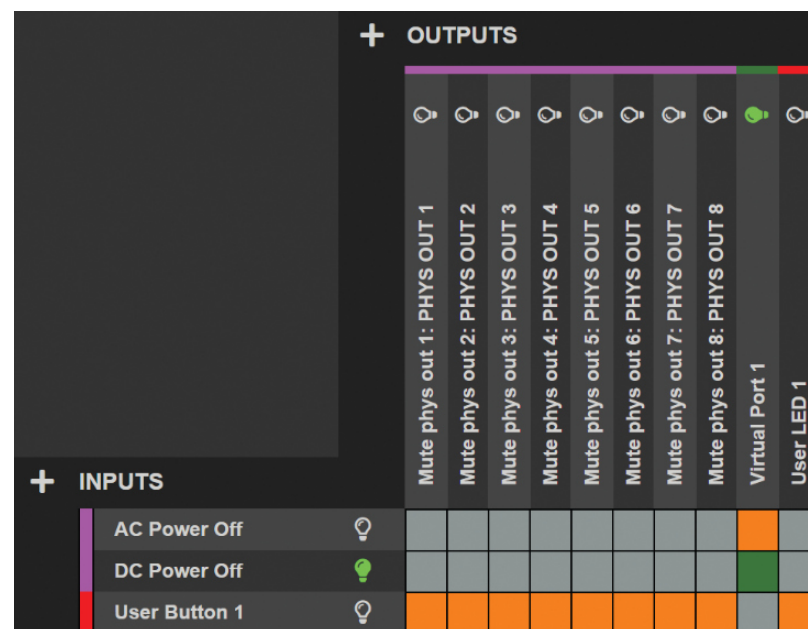 OUTPUTS
Mute phys out 1: PHYS OUT 1
Mute phys out 2: PHYS OUT 2
Mute phys out 3: PHYS OUT 3
Mute phys out 4: PHYS OUT 4
Mute phys out 5: PHYS OUT 5
Mute phys out 6: PHYS OUT 6
Mute phys out 7: PHYS OUT 7
Mute phys out 8: PHYS OUT 8
Virtual Port 1
User LED 1
INPUTS
AC Power Off
DC Power Off
User Button 1